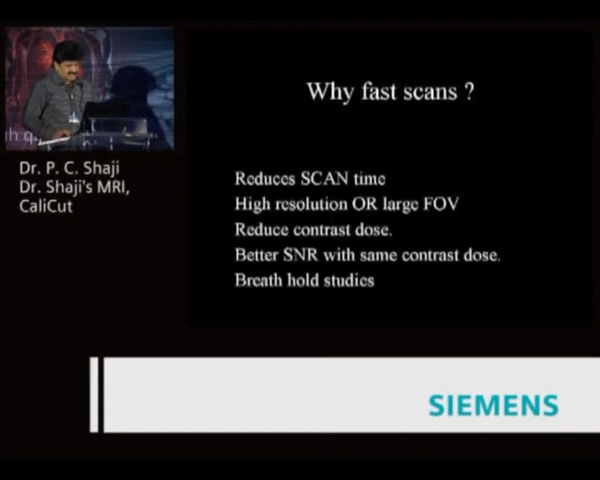 Why fast scans ?
Dr. P. C. Shaji
Dr. Shaji's MRI,
CaliCut
Reduces SCAN time
High resolution OR large FOV
Reduce contrast dose.
Better SNR with same contrast dose.
Breath hold studies
SIEMENS